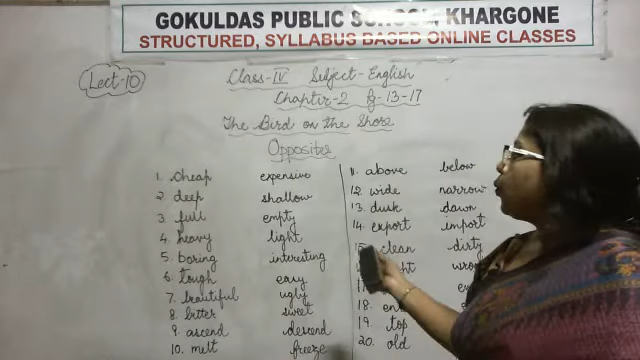 GOKULDAS PUBLIC SCHOOL, KHARGONE
STRUCTURED, SYLLABUS BASED ONLINE CLASSES
Lect-10
Class-IV Subject-English
Chapter-2 Pg-13-17
The Bird on the Shore
Opposites
1. cheap expensive
2. deep shallow
3. full empty
4. heavy light
5. boring interesting
6. tough easy
7. beautiful ugly
8. bitter sweet
9. ascend descend
10. melt freeze
11. above below
12. wide narrow
13. dusk dawn
14. export import
15. clean dirty
17.
18.
19. top
20. old